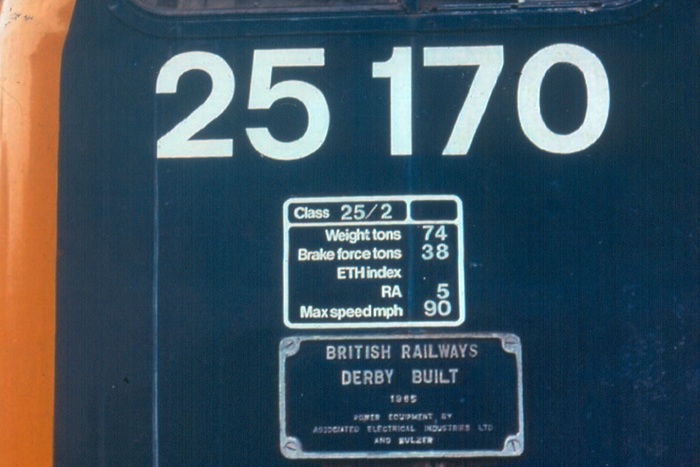 25 170
Class 25/2
Weight tons 74
Brake force tons 38
ETH index
RA 5
Max speed mph 90
BRITISH RAILWAYS
DERBY BUILT
1965
POWER EQUIPMENT BY
ASSOCIATED ELECTRICAL INDUSTRIES LTD
AND SULZER